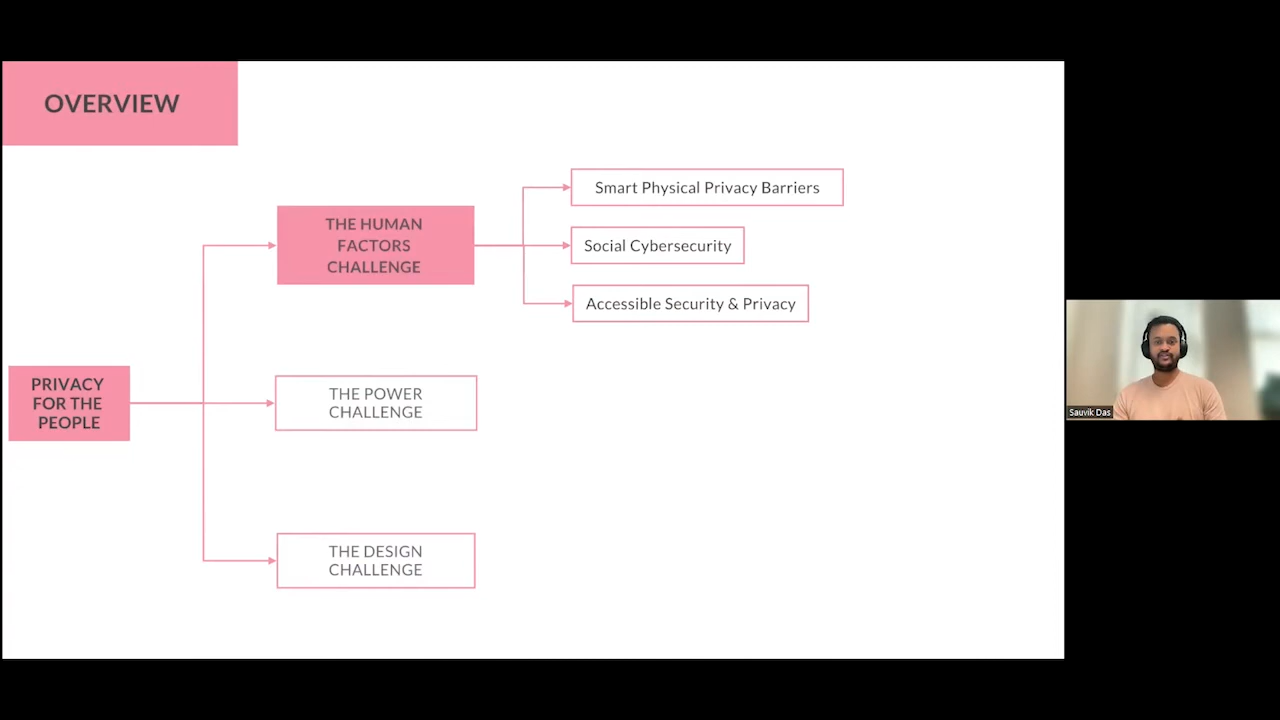 OVERVIEW
Smart Physical Privacy Barriers
THE HUMAN
FACTORS
CHALLENGE
Social Cybersecurity
Accessible Security & Privacy
PRIVACY
FOR THE
PEOPLE
THE POWER
CHALLENGE
THE DESIGN
CHALLENGE
Sauvik Das